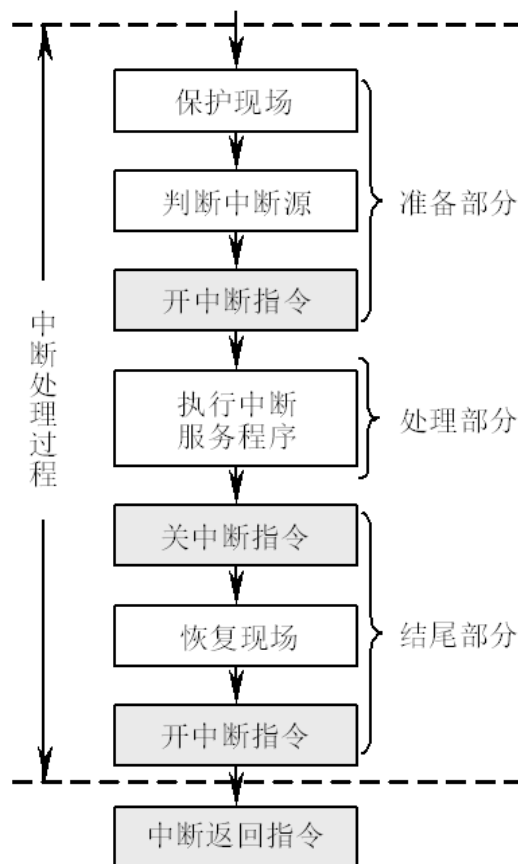 保护现场
判断中断源
准备部分
开中断指令
中断处理过程
执行中断
服务程序
处理部分
关中断指令
恢复现场
结尾部分
开中断指令
中断返回指令